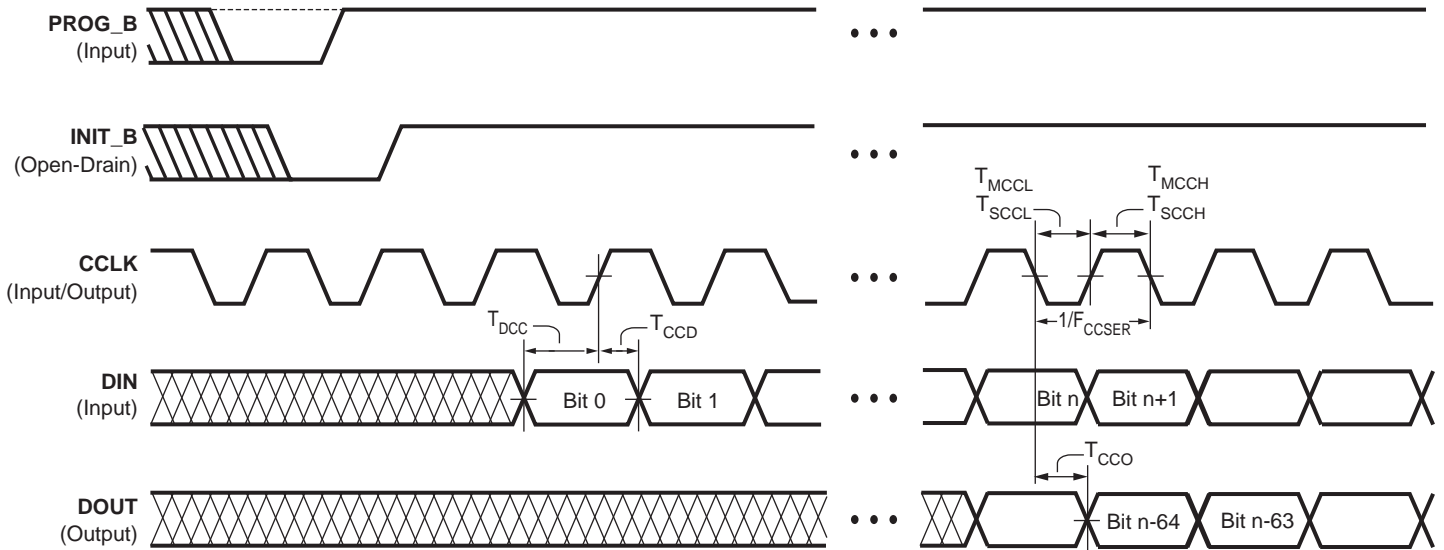 PROG_B
(Input)
INIT_B
(Open-Drain)
T_MCCL
T_SCCL
T_MCCH
T_SCCH
CCLK
(Input/Output)
T_DCC
T_CCD
1/F_CCSER
DIN
(Input)
Bit 0
Bit 1
Bit n
Bit n+1
T_CCO
DOUT
(Output)
Bit n-64
Bit n-63